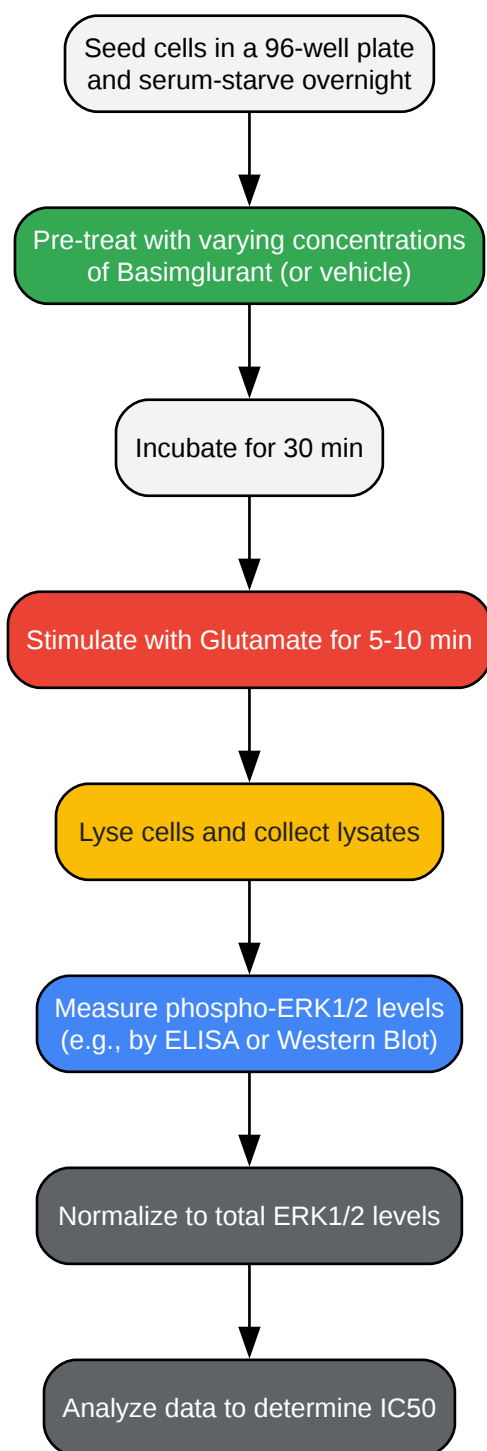 Seed cells in a 96-well plate
and serum-starve overnight
Pre-treat with varying concentrations
of Basimglurant (or vehicle)
Incubate for 30 min
Stimulate with Glutamate for 5-10 min
Lyse cells and collect lysates
Measure phospho-ERK1/2 levels
(e.g., by ELISA or Western Blot)
Normalize to total ERK1/2 levels
Analyze data to determine IC50